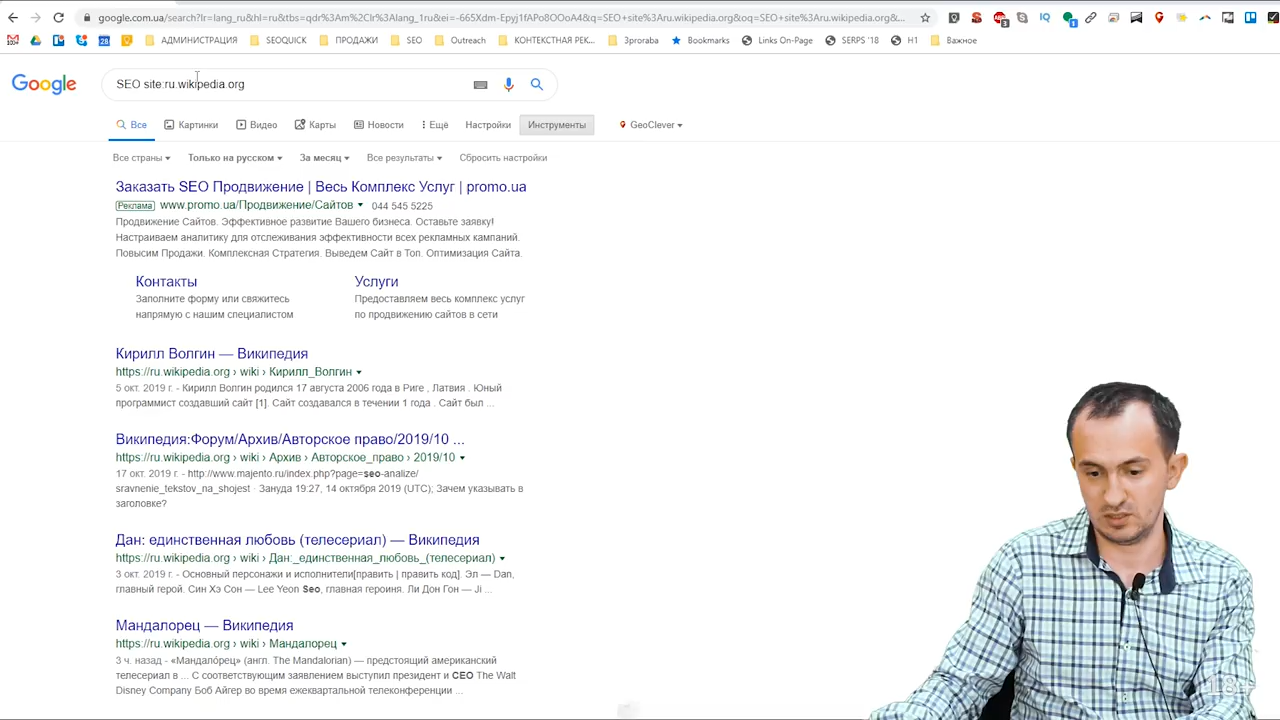 google.com.ua/search?lr=lang_ru&hl=ru&tbs=qdr%3Am%2Clr%3Alang_1ru&ei=-665Xdm-Epyj1fAPo8OOoA4&q=SEO+site%3Aru.wikipedia.org&oq=SEO+site%3Aru.wikipedia.org&...
АДМИНИСТРАЦИЯ SEOQUICK ПРОДАЖИ SEO Outreach КОНТЕКСТНАЯ РЕК... Зрогаba Bookmarks Links On-Page SERPS '18 H1 Важное
Google SEO site:ru.wikipedia.org
Все Картинки Видео Карты Новости Ещё Настройки Инструменты GeoClever
Все страны Только на русском За месяц Все результаты Сбросить настройки
Заказать SEO Продвижение | Весь Комплекс Услуг | promo.ua
Реклама www.promo.ua/Продвижение/Сайтов 044 545 5225
Продвижение Сайтов. Эффективное развитие Вашего бизнеса. Оставьте заявку!
Настраиваем аналитику для отслеживания эффективности всех рекламных кампаний.
Повысим Продажи. Комплексная Стратегия. Выведем Сайт в Топ. Оптимизация Сайта.
Контакты Услуги
Заполните форму или свяжитесь Предоставляем весь комплекс услуг
напрямую с нашим специалистом по продвижению сайтов в сети
Кирилл Волгин — Википедия
https://ru.wikipedia.org › wiki › Кирилл_Волгин
5 окт. 2019 г. - Кирилл Волгин родился 17 августа 2006 года в Риге , Латвия . Юный
программист создавший сайт [1]. Сайт создавался в течении 1 года . Сайт был ...
Википедия:Форум/Архив/Авторское право/2019/10 ...
https://ru.wikipedia.org › wiki › Архив › Авторское_право › 2019/10
17 окт. 2019 г. - http://www.majento.ru/index.php?page=seo-analize/
sravnenie_tekstov_na_shojest · Зануда 19:27, 14 октября 2019 (UTC); Зачем указывать в
заголовке?
Дан: единственная любовь (телесериал) — Википедия
https://ru.wikipedia.org › wiki › Дан:_единственная_любовь_(телесериал)
3 окт. 2019 г. - Основный персонажи и исполнители[править | править код]. Эл — Dan,
главный герой. Син Хэ Сон — Lee Yeon Seo, главная героиня. Ли Дон Гон — Ji ...
Мандалорец — Википедия
https://ru.wikipedia.org › wiki › Мандалорец
3 ч. назад - «Мандало́рец» (англ. The Mandalorian) — предстоящий американский
телесериал в ... С соответствующим заявлением выступил президент и CEO The Walt
Disney Company Боб Айгер во время ежеквартальной телеконференции ...
18+